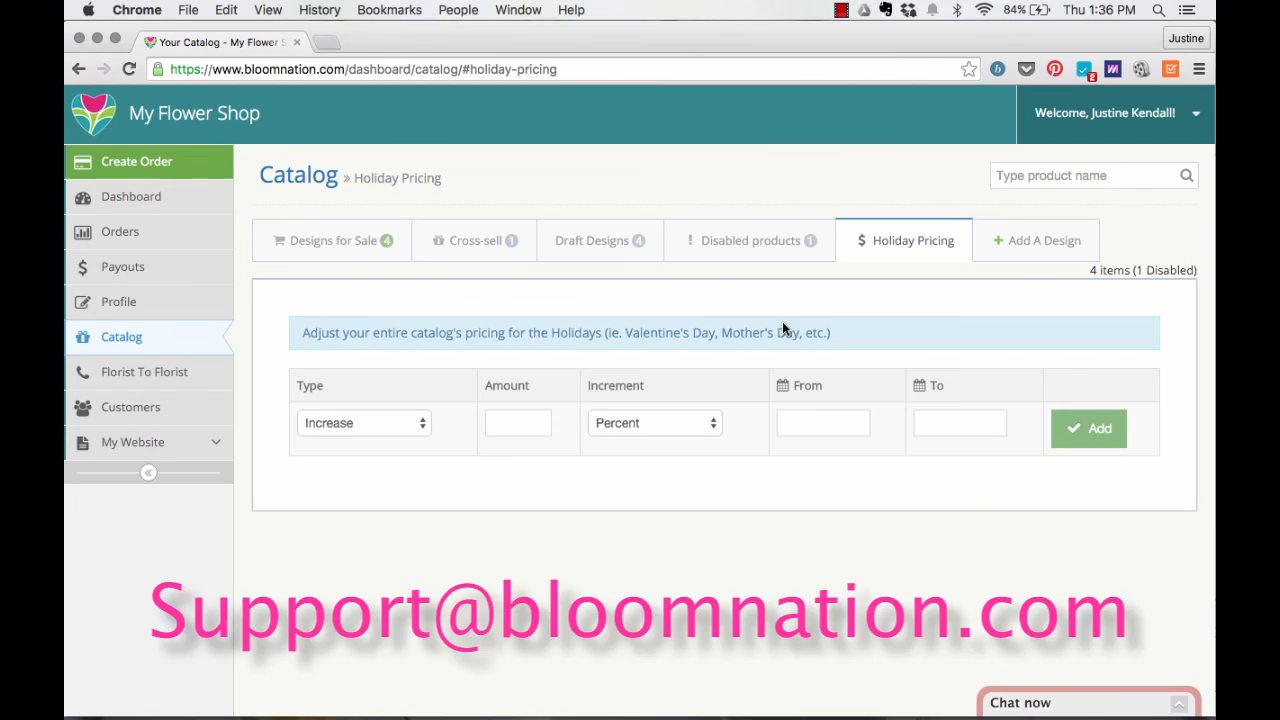 Chrome File Edit View History Bookmarks People Window Help 84% Thu 1:36 PM
Your Catalog - My Flower S Justine
https://www.bloomnation.com/dashboard/catalog/#holiday-pricing
2
My Flower Shop Welcome, Justine Kendall!
Create Order
Dashboard
Orders
Payouts
Profile
Catalog
Florist To Florist
Customers
My Website
Catalog » Holiday Pricing Type product name
Designs for Sale 4 Cross-sell 1 Draft Designs 4 Disabled products 1 $ Holiday Pricing + Add A Design
4 items (1 Disabled)
Adjust your entire catalog's pricing for the Holidays (ie. Valentine's Day, Mother's Day, etc.)
Type Amount Increment From To
Increase Percent Add
Support@bloomnation.com
Chat now